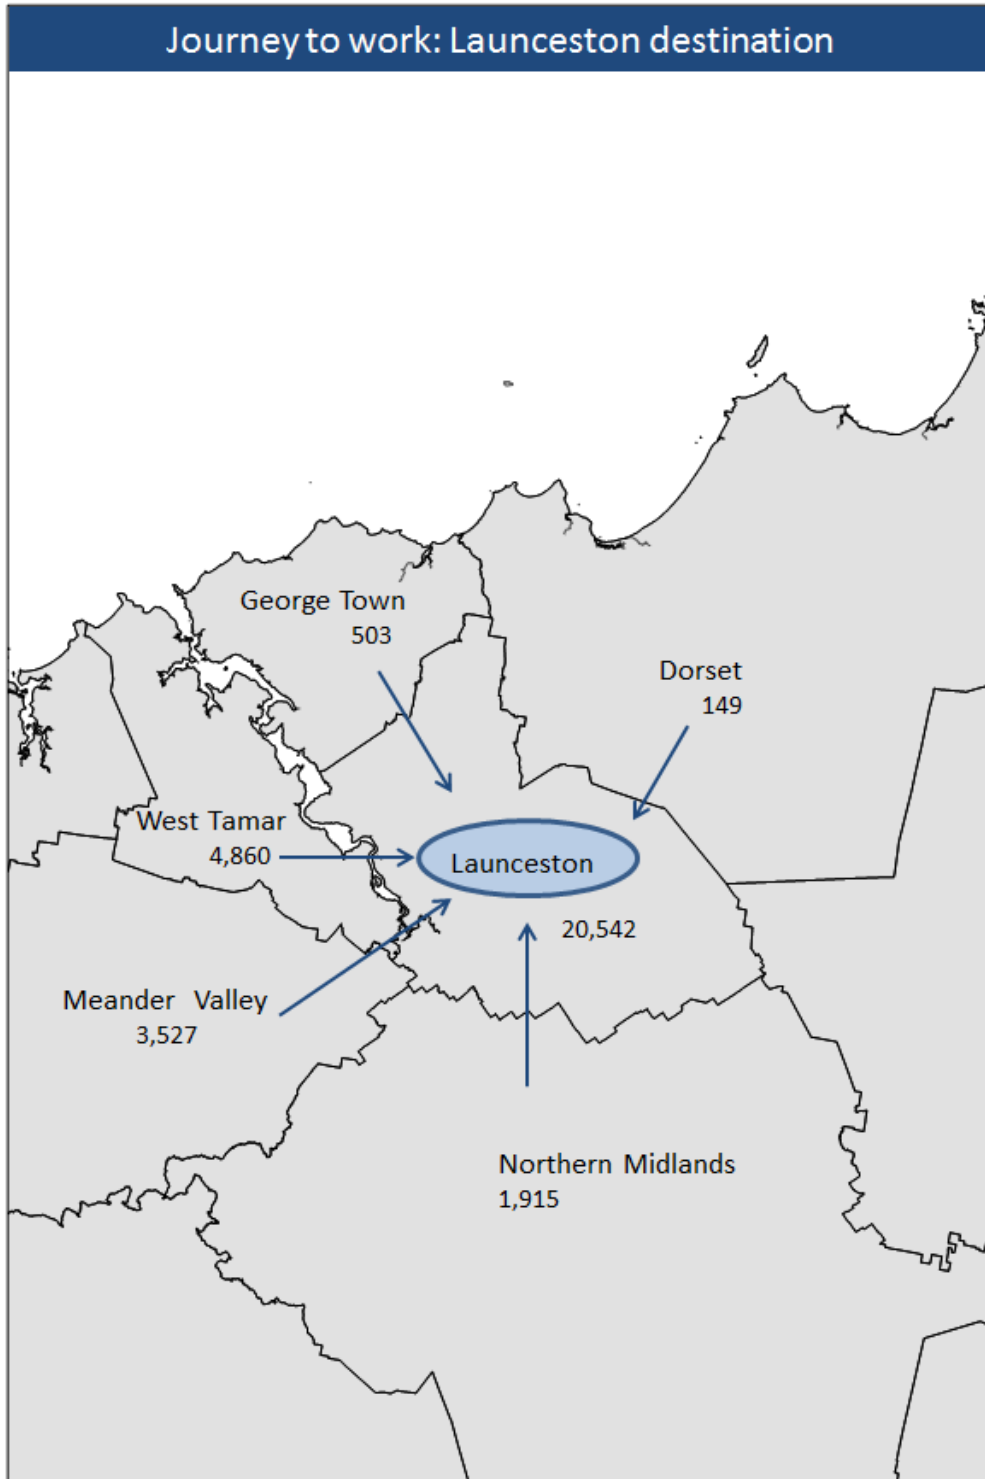 Journey to work: Launceston destination
George Town
503
Dorset
149
West Tamar
4,860
Launceston
20,542
Meander Valley
3,527
Northern Midlands
1,915